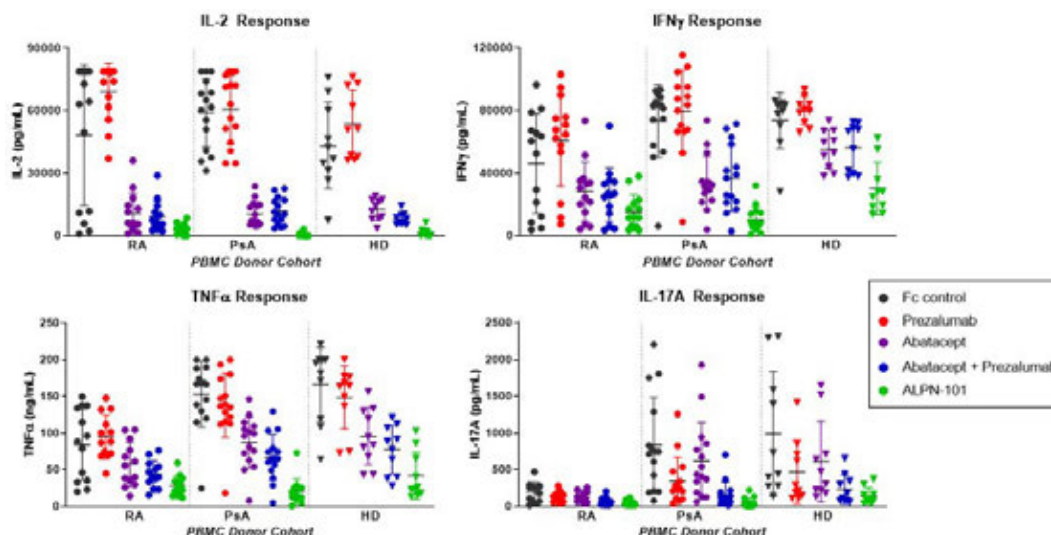 IL-2 Response
90000
60000
30000
0
IL-2 (pg/mL)
RA PsA HD
PBMC Donor Cohort
IFNγ Response
120000
80000
40000
0
IFNγ (pg/mL)
RA PsA HD
PBMC Donor Cohort
TNFα Response
250
200
150
100
50
0
TNFα (ng/mL)
RA PsA HD
PBMC Donor Cohort
IL-17A Response
2500
2000
1500
1000
500
0
IL-17A (pg/mL)
RA PsA HD
PBMC Donor Cohort
Fc control
Prezalumab
Abatacept
Abatacept + Prezalumab
ALPN-101